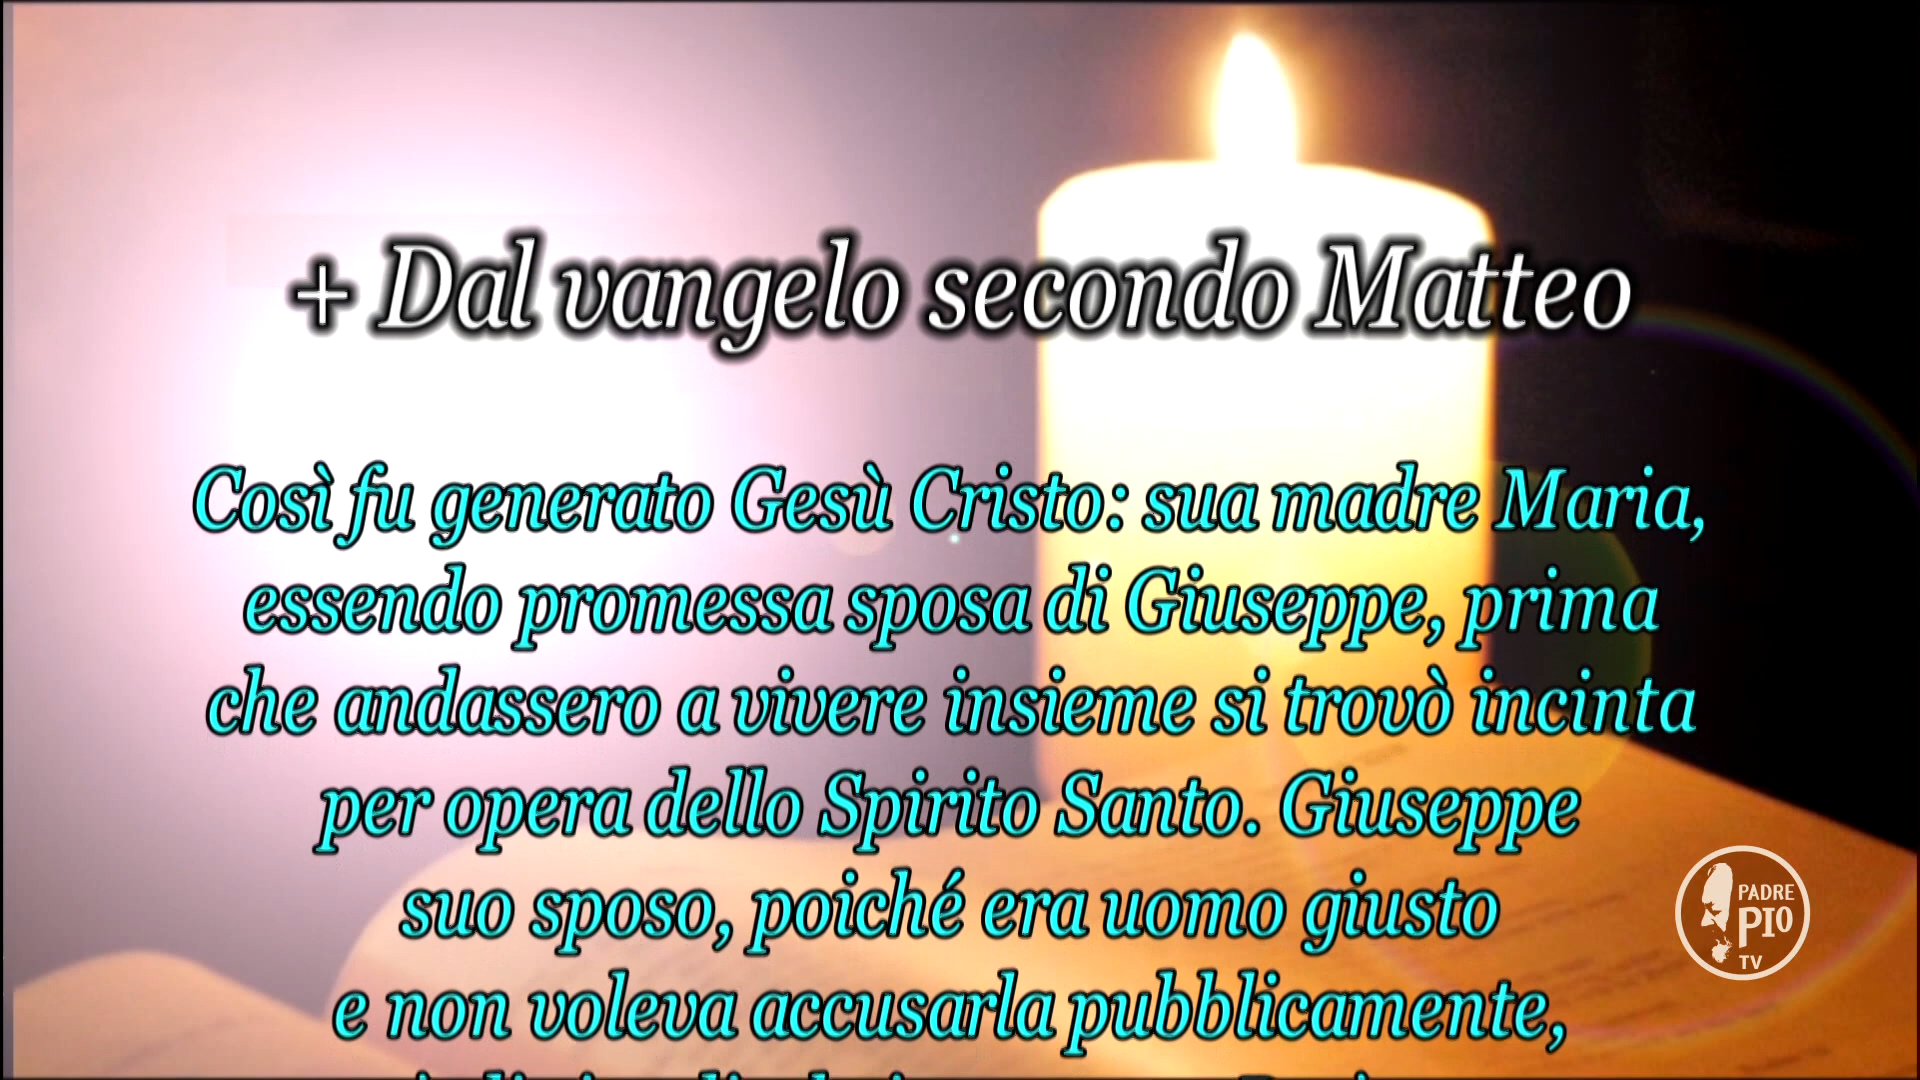 + Dal vangelo secondo Matteo
Così fu generato Gesù Cristo: sua madre Maria,
essendo promessa sposa di Giuseppe, prima
che andassero a vivere insieme si trovò incinta
per opera dello Spirito Santo. Giuseppe
suo sposo, poiché era uomo giusto
e non voleva accusarla pubblicamente,
PADRE
PIO
TV